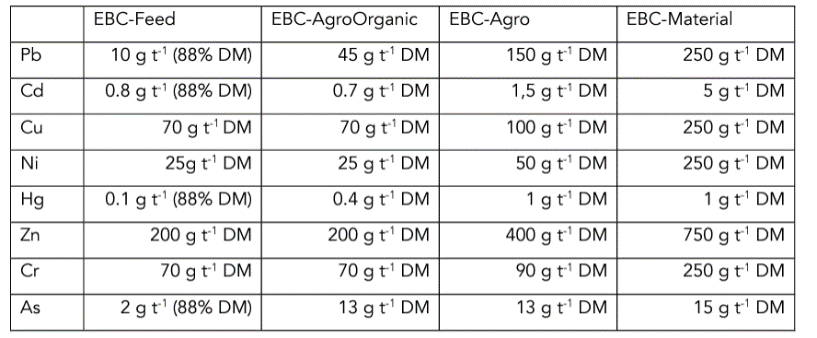 EBC-Feed EBC-AgroOrganic EBC-Agro EBC-Material
Pb 10 g t⁻¹ (88% DM) 45 g t⁻¹ DM 150 g t⁻¹ DM 250 g t⁻¹ DM
Cd 0.8 g t⁻¹ (88% DM) 0.7 g t⁻¹ DM 1,5 g t⁻¹ DM 5 g t⁻¹ DM
Cu 70 g t⁻¹ DM 70 g t⁻¹ DM 100 g t⁻¹ DM 250 g t⁻¹ DM
Ni 25g t⁻¹ DM 25 g t⁻¹ DM 50 g t⁻¹ DM 250 g t⁻¹ DM
Hg 0.1 g t⁻¹ (88% DM) 0.4 g t⁻¹ DM 1 g t⁻¹ DM 1 g t⁻¹ DM
Zn 200 g t⁻¹ DM 200 g t⁻¹ DM 400 g t⁻¹ DM 750 g t⁻¹ DM
Cr 70 g t⁻¹ DM 70 g t⁻¹ DM 90 g t⁻¹ DM 250 g t⁻¹ DM
As 2 g t⁻¹ (88% DM) 13 g t⁻¹ DM 13 g t⁻¹ DM 15 g t⁻¹ DM